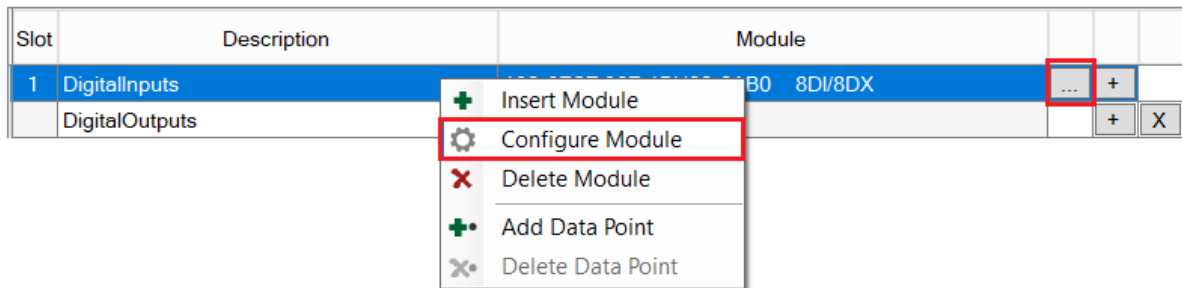 Slot Description Module
1 DigitalInputs B0 8DI/8DX ... +
DigitalOutputs + X
Insert Module
Configure Module
Delete Module
Add Data Point
Delete Data Point